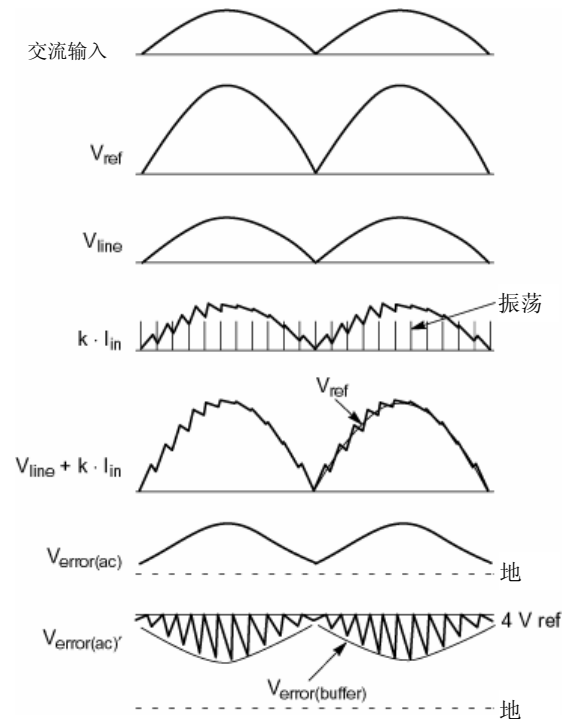 交流输入
Vref
Vline
振荡
k · Iin
Vref
Vline + k · Iin
Verror(ac)
地
4 V ref
Verror(ac)′
Verror(buffer)
地